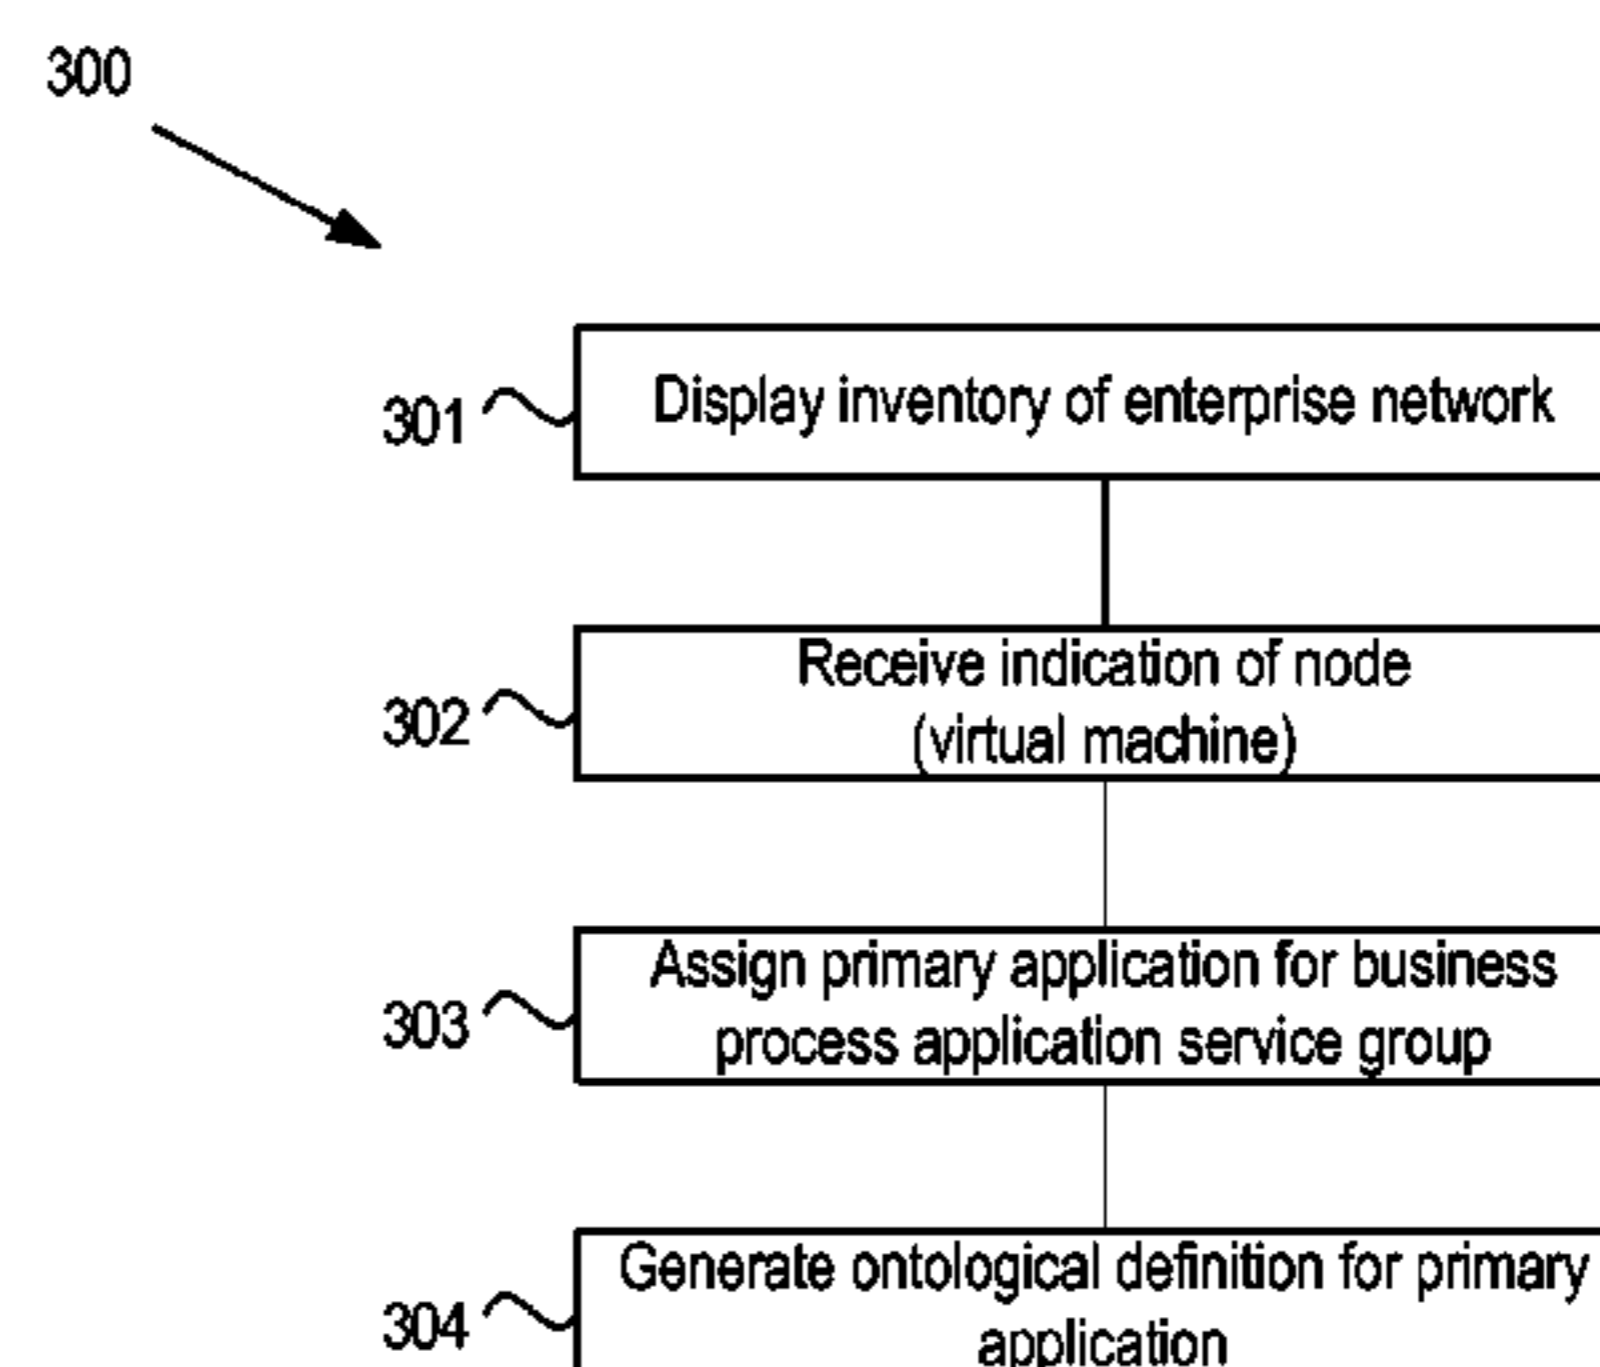 300
301
Display inventory of enterprise network
302
Receive indication of node
(virtual machine)
303
Assign primary application for business
process application service group
304
Generate ontological definition for primary
application